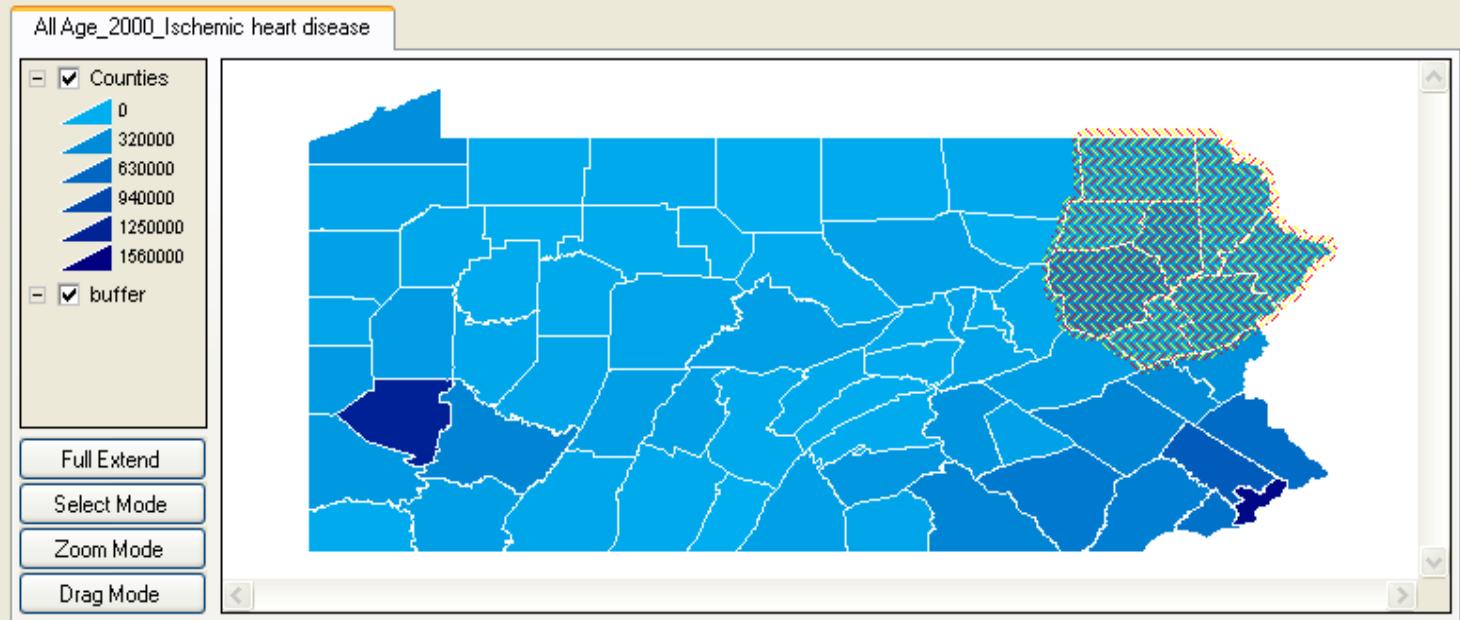 All Age_2000_Ischemic heart disease
Counties
0
320000
630000
940000
1250000
1560000
buffer
Full Extend
Select Mode
Zoom Mode
Drag Mode